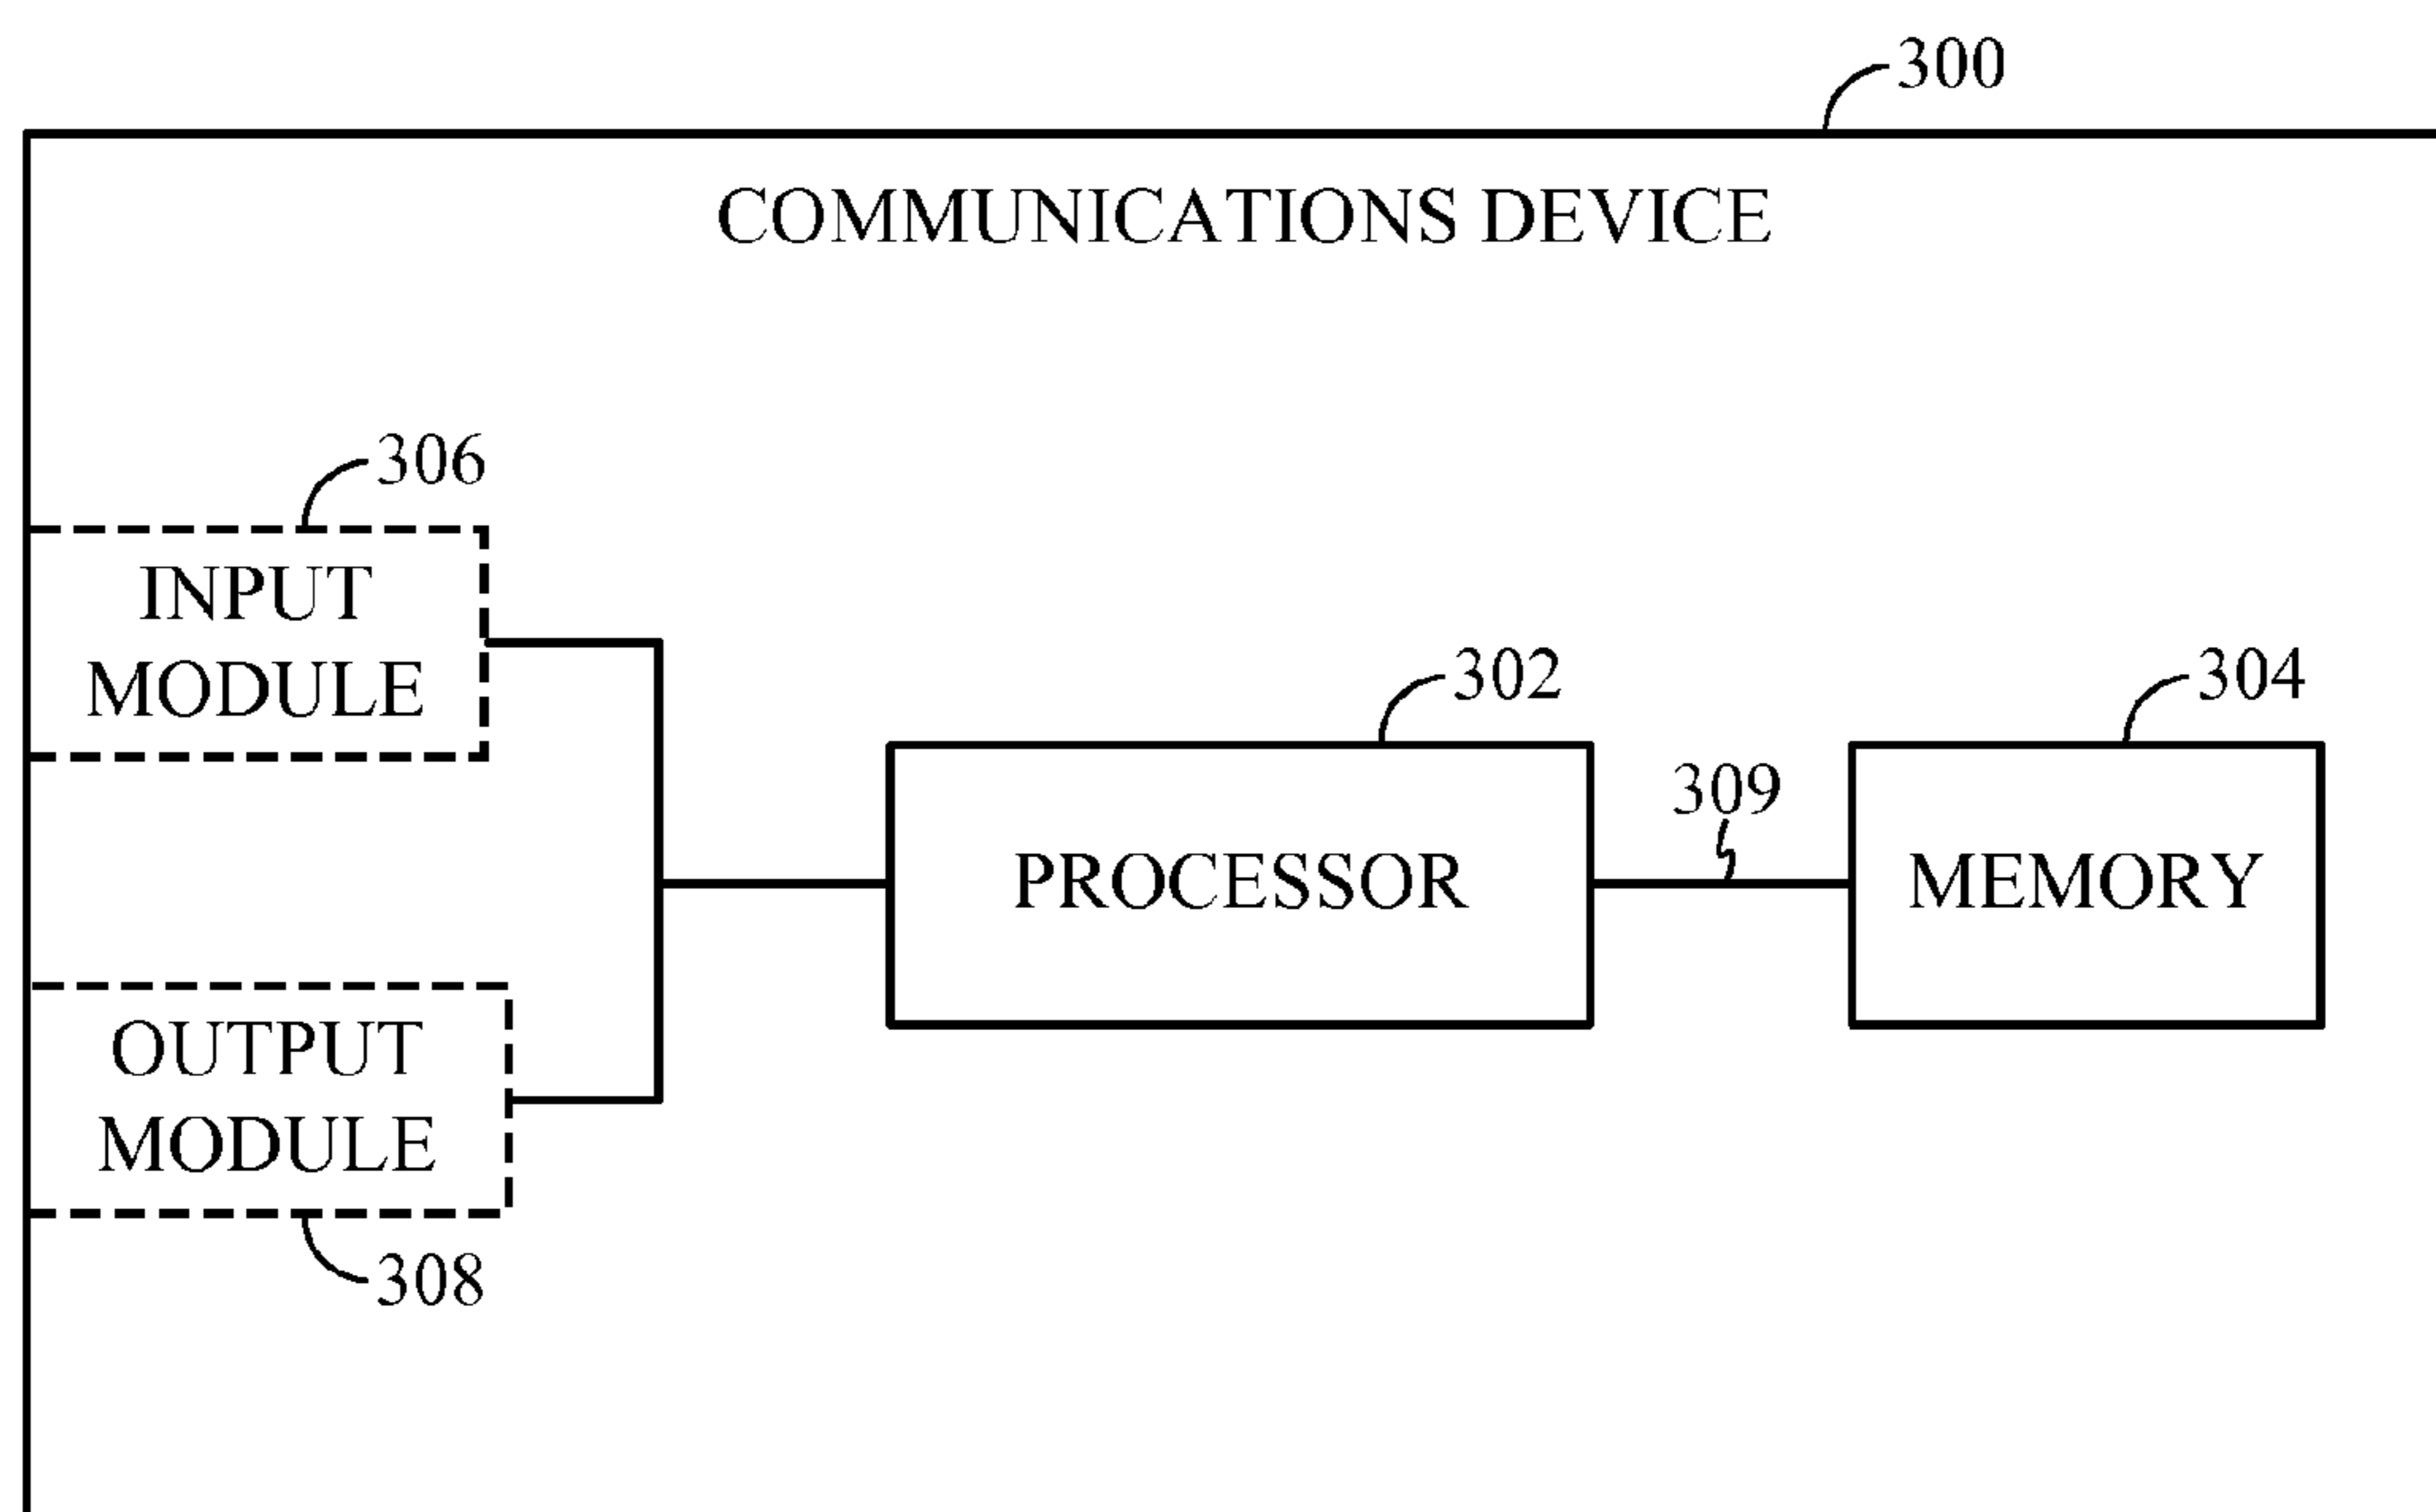 300
COMMUNICATIONS DEVICE
306
INPUT
MODULE
302
304
309
PROCESSOR
MEMORY
OUTPUT
MODULE
308